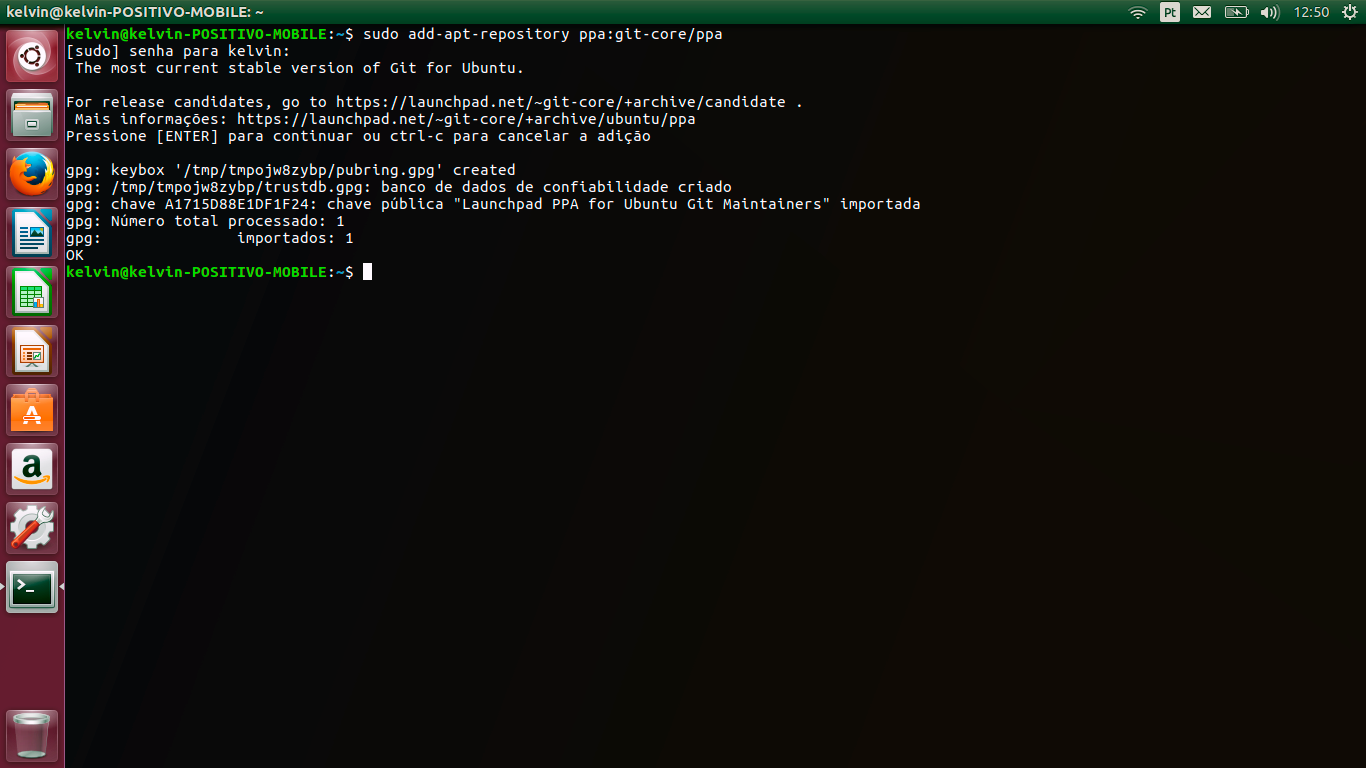 kelvin@kelvin-POSITIVO-MOBILE: ~
Pt
12:50
kelvin@kelvin-POSITIVO-MOBILE:~$ sudo add-apt-repository ppa:git-core/ppa
[sudo] senha para kelvin:
The most current stable version of Git for Ubuntu.
For release candidates, go to https://launchpad.net/~git-core/+archive/candidate .
Mais informações: https://launchpad.net/~git-core/+archive/ubuntu/ppa
Pressione [ENTER] para continuar ou ctrl-c para cancelar a adição
gpg: keybox '/tmp/tmpojw8zybp/pubring.gpg' created
gpg: /tmp/tmpojw8zybp/trustdb.gpg: banco de dados de confiabilidade criado
gpg: chave A1715D88E1DF1F24: chave pública "Launchpad PPA for Ubuntu Git Maintainers" importada
gpg: Número total processado: 1
gpg:               importados: 1
OK
kelvin@kelvin-POSITIVO-MOBILE:~$